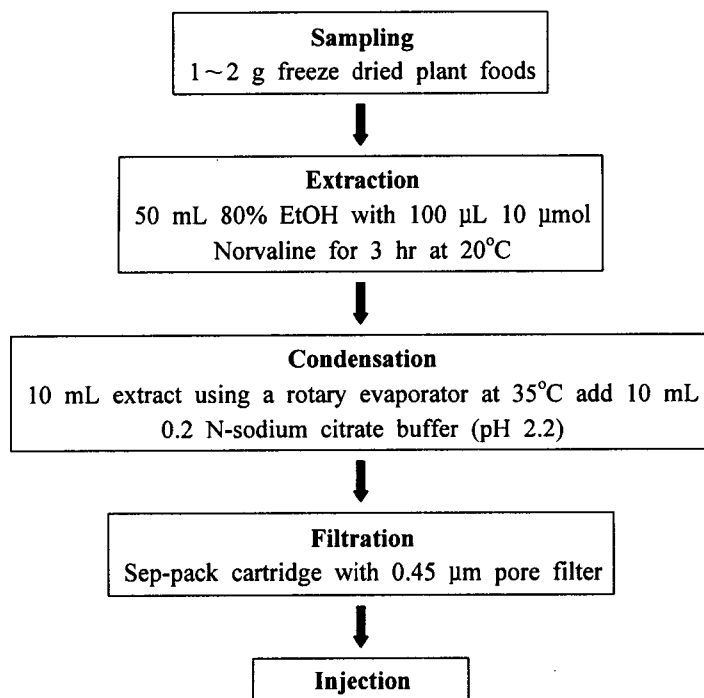 Sampling
1~2 g freeze dried plant foods
Extraction
50 mL 80% EtOH with 100 μL 10 μmol
Norvaline for 3 hr at 20°C
Condensation
10 mL extract using a rotary evaporator at 35°C add 10 mL
0.2 N-sodium citrate buffer (pH 2.2)
Filtration
Sep-pack cartridge with 0.45 μm pore filter
Injection